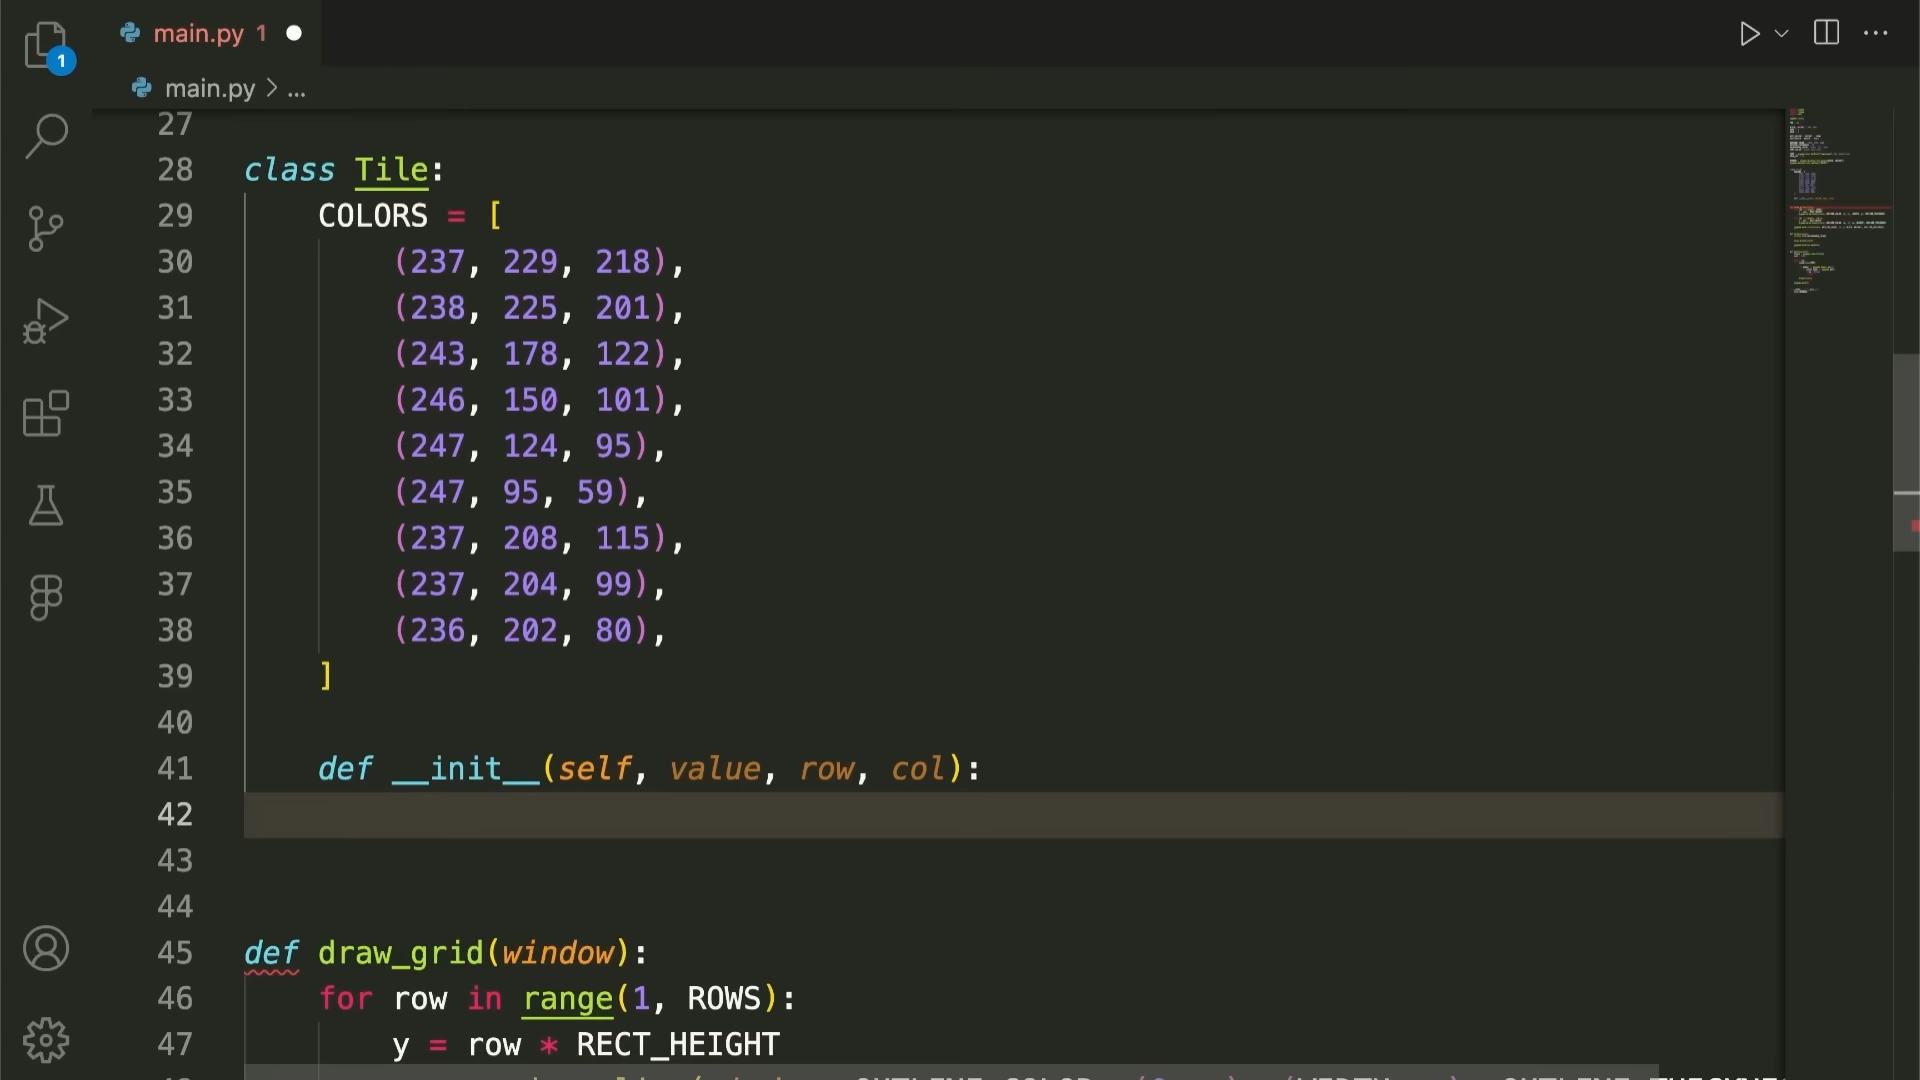 main.py 1
1
main.py > ...
27
28 class Tile:
29 COLORS = [
30 (237, 229, 218),
31 (238, 225, 201),
32 (243, 178, 122),
33 (246, 150, 101),
34 (247, 124, 95),
35 (247, 95, 59),
36 (237, 208, 115),
37 (237, 204, 99),
38 (236, 202, 80),
39 ]
40
41 def __init__(self, value, row, col):
42
43
44
45 def draw_grid(window):
46 for row in range(1, ROWS):
47 y = row * RECT_HEIGHT